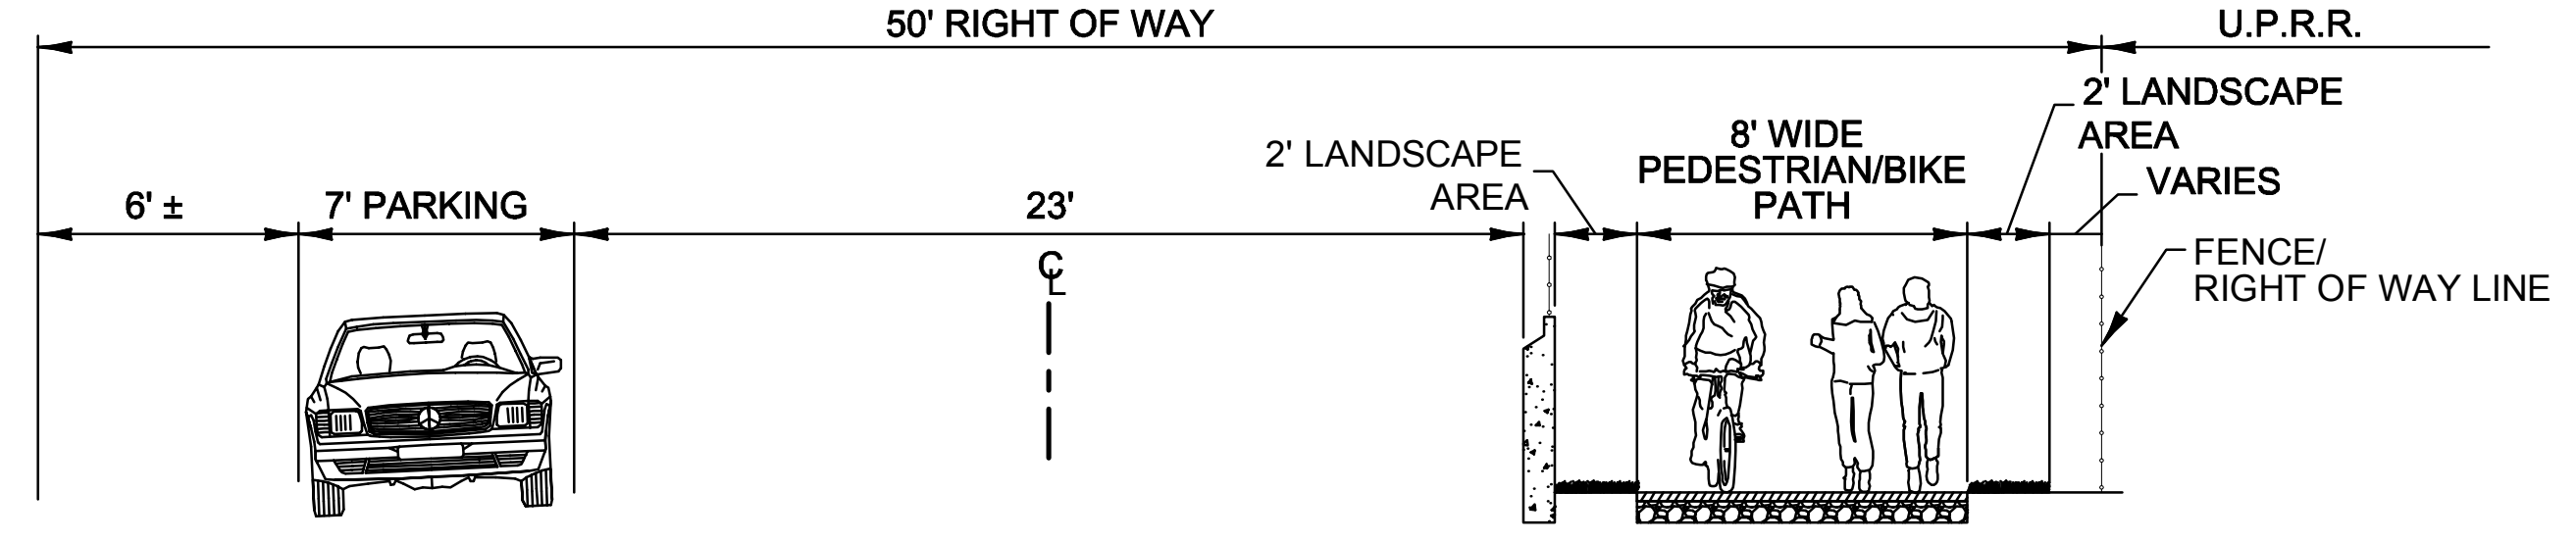 50' RIGHT OF WAY
U.P.R.R.
2' LANDSCAPE
AREA
8' WIDE
PEDESTRIAN/BIKE
PATH
2' LANDSCAPE
AREA
VARIES
6' ±
7' PARKING
23'
℄
FENCE/
RIGHT OF WAY LINE